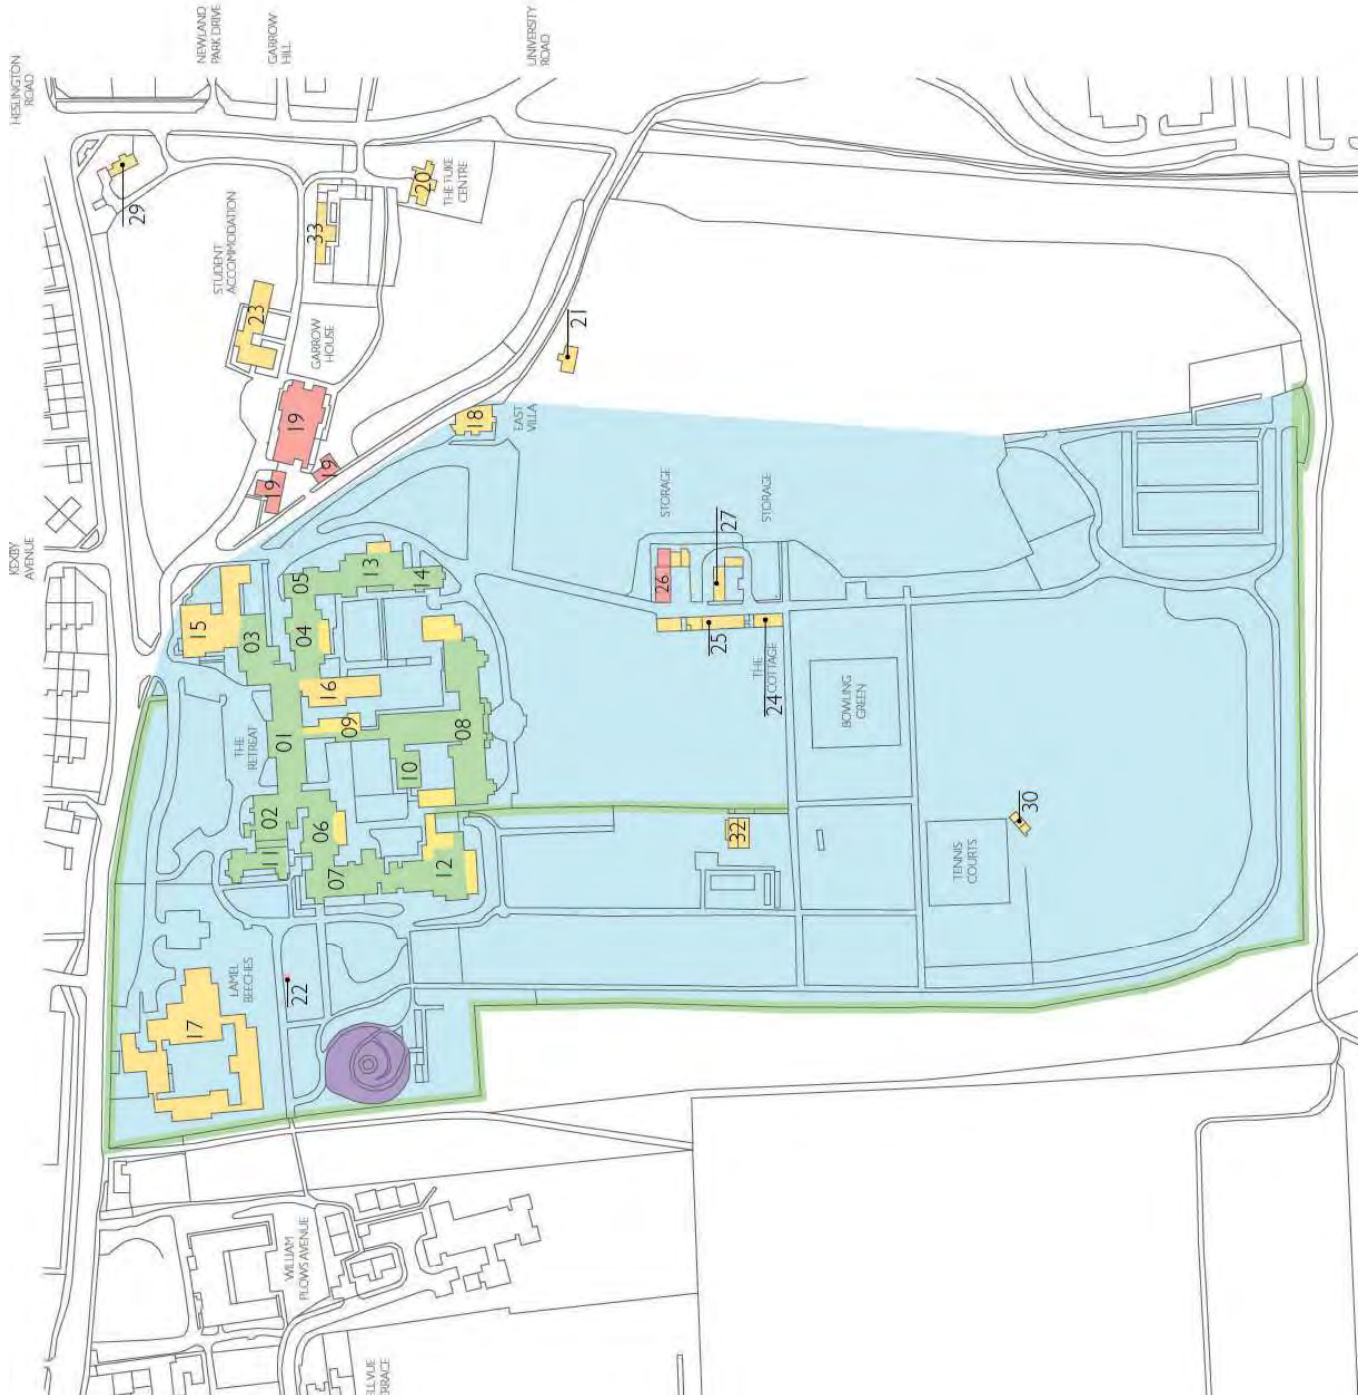 HESLINGTON
ROAD
NEWLAND
PARK DRIVE
GARROW
HILL
UNIVERSITY
ROAD
29
20
THE TUKE
CENTRE
33
STUDENT
ACCOMMODATION
23
GARROW
HOUSE
21
19
19
19
18
EAST
VILLA
KEXBY
AVENUE
STORAGE
STORAGE
27
26
25
THE
COTTAGE
24
15
03
05
04
13
14
16
09
01
THE
RETREAT
08
10
02
11
06
07
12
BOWLING
GREEN
32
30
TENNIS
COURTS
17
LAMEL
BEECHES
22
WILLIAM
PLOWS AVENUE